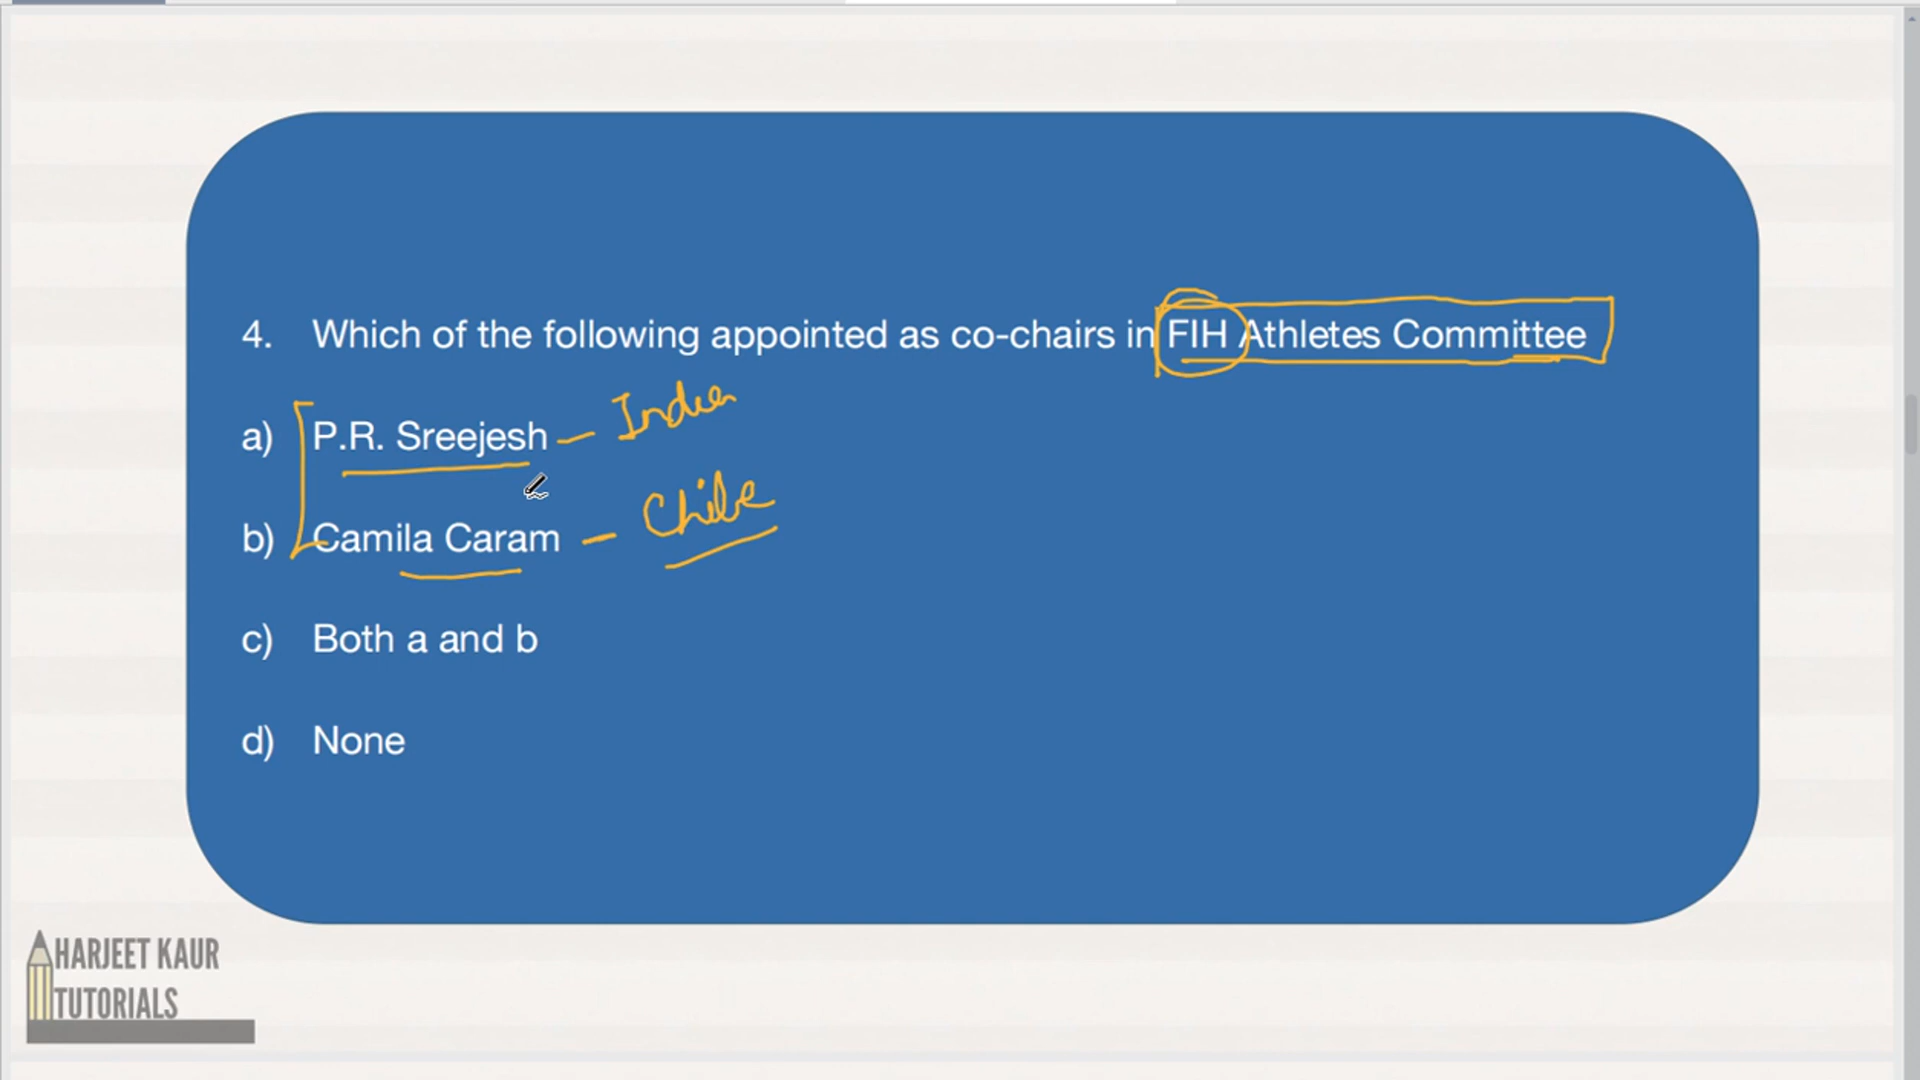 4. Which of the following appointed as co-chairs in FIH Athletes Committee
a) P.R. Sreejesh – India
b) Camila Caram – Chile
c) Both a and b
d) None
HARJEET KAUR
TUTORIALS